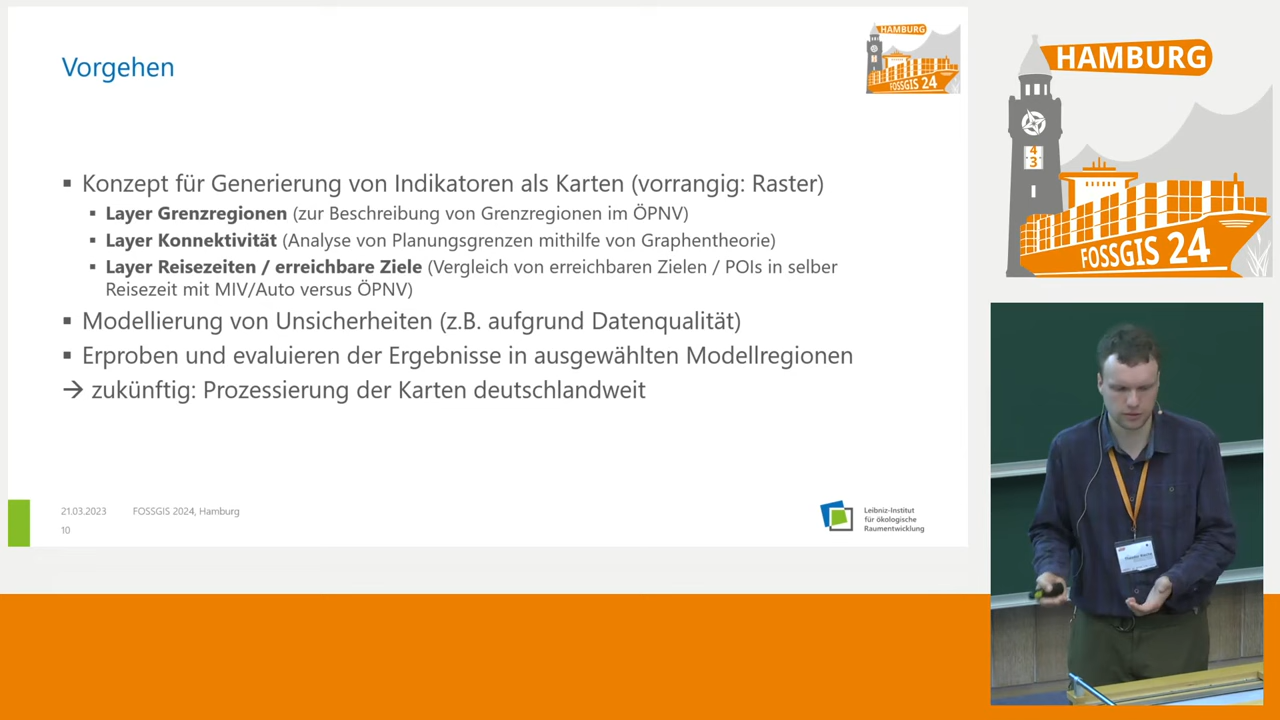 Vorgehen
HAMBURG
FOSSGIS 24
▪ Konzept für Generierung von Indikatoren als Karten (vorrangig: Raster)
▪ Layer Grenzregionen (zur Beschreibung von Grenzregionen im ÖPNV)
▪ Layer Konnektivität (Analyse von Planungsgrenzen mithilfe von Graphentheorie)
▪ Layer Reisezeiten / erreichbare Ziele (Vergleich von erreichbaren Zielen / POIs in selber
Reisezeit mit MIV/Auto versus ÖPNV)
▪ Modellierung von Unsicherheiten (z.B. aufgrund Datenqualität)
▪ Erproben und evaluieren der Ergebnisse in ausgewählten Modellregionen
→ zukünftig: Prozessierung der Karten deutschlandweit
21.03.2023 FOSSGIS 2024, Hamburg
10
Leibniz-Institut
für ökologische
Raumentwicklung
HAMBURG
4
3
FOSSGIS 24